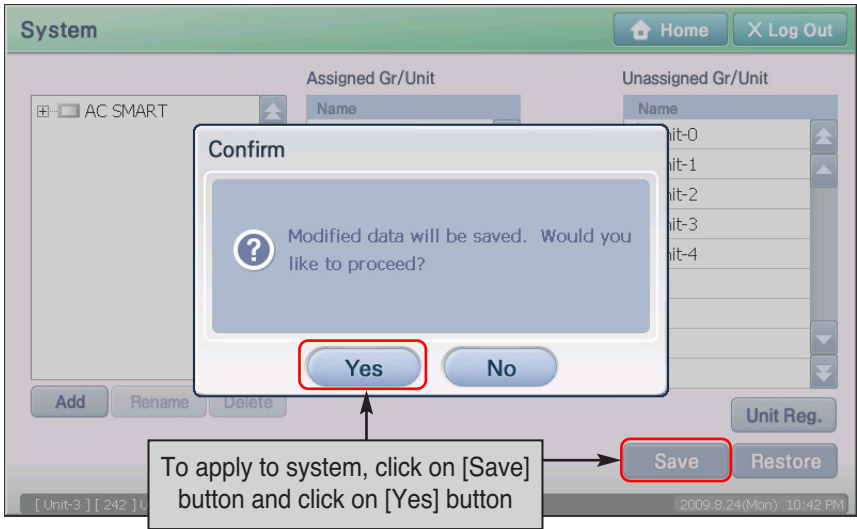 System
Home
X Log Out
Assigned Gr/Unit
Unassigned Gr/Unit
AC SMART
Name
Name
Confirm
nit-0
nit-1
nit-2
nit-3
nit-4
Modified data will be saved. Would you
like to proceed?
Yes
No
Add
Rename
Delete
Unit Reg.
To apply to system, click on [Save]
button and click on [Yes] button
Save
Restore
[ Unit-3 ] [ 242 ]
2009.8.24(Mon) 10:42 PM